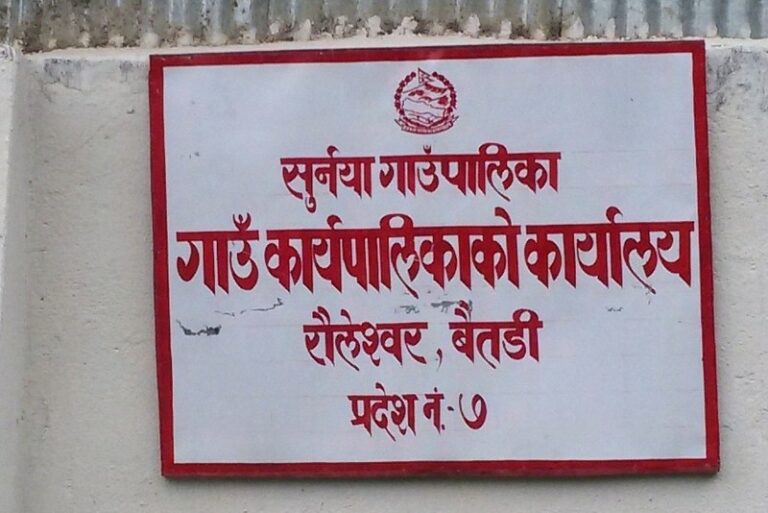 सुर्नया गाउँपालिका
गाउँ कार्यपालिकाको कार्यालय
रौलेश्वर, बैतडी
प्रदेश नं.- ७